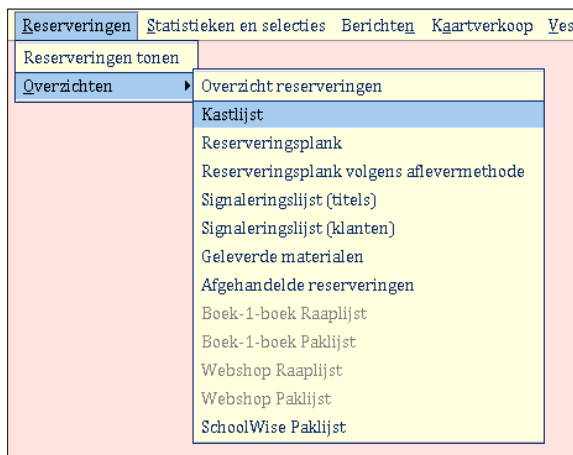 Reserveringen Statistieken en selecties Berichten Kaartverkoop Ves
Reserveringen tonen
Overzichten
Overzicht reserveringen
Kastlijst
Reserveringsplank
Reserveringsplank volgens aflevermethode
Signaleringslijst (titels)
Signaleringslijst (klanten)
Geleverde materialen
Afgehandelde reserveringen
Boek-1-boek Raaplijst
Boek-1-boek Paklijst
Webshop Raaplijst
Webshop Paklijst
SchoolWise Paklijst